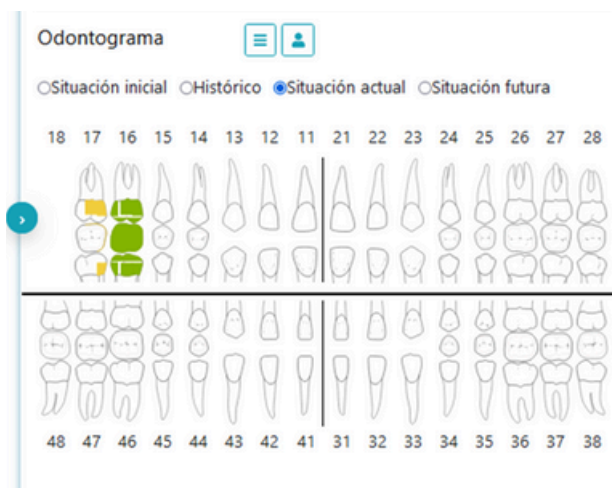 Odontograma
Situación inicial Histórico Situación actual Situación futura
18 17 16 15 14 13 12 11 21 22 23 24 25 26 27 28
48 47 46 45 44 43 42 41 31 32 33 34 35 36 37 38